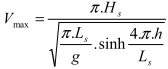 V_max = π.H_s / √(π.L_s / g . sinh 4.π.h / L_s)